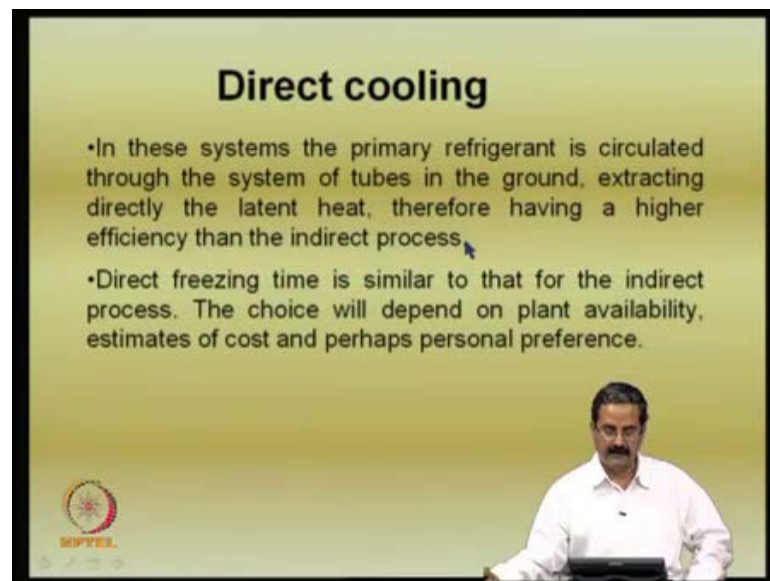 Direct cooling
•In these systems the primary refrigerant is circulated
through the system of tubes in the ground, extracting
directly the latent heat, therefore having a higher
efficiency than the indirect process.
•Direct freezing time is similar to that for the indirect
process. The choice will depend on plant availability,
estimates of cost and perhaps personal preference.
NPTEL